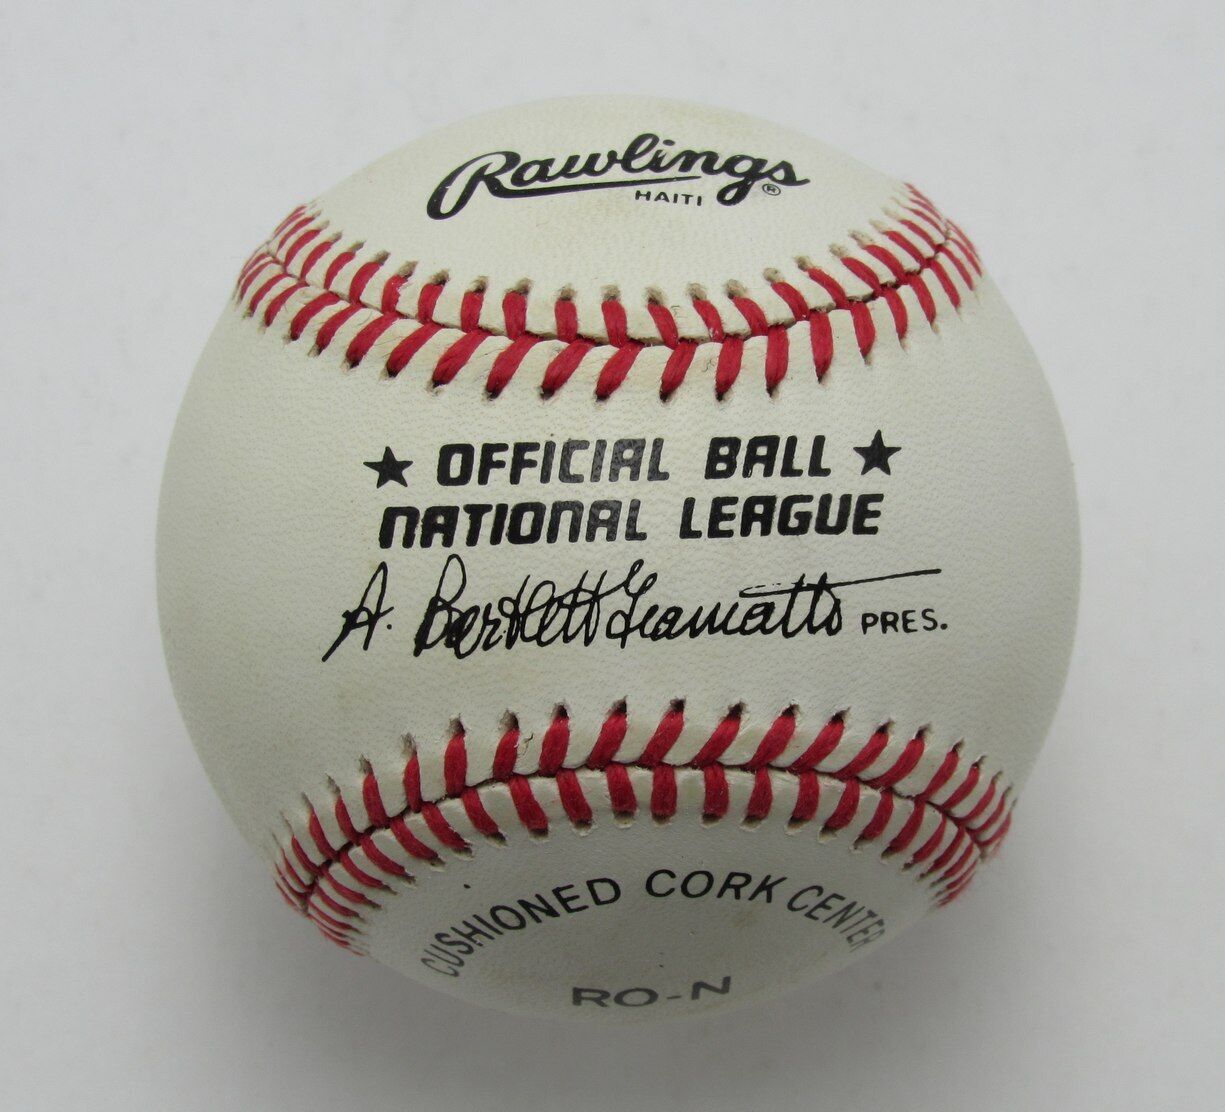 Rawlings ®
HAITI
★ OFFICIAL BALL ★
NATIONAL LEAGUE
A. Bartlett Giamatti PRES.
CUSHIONED CORK CENTER
RO-N